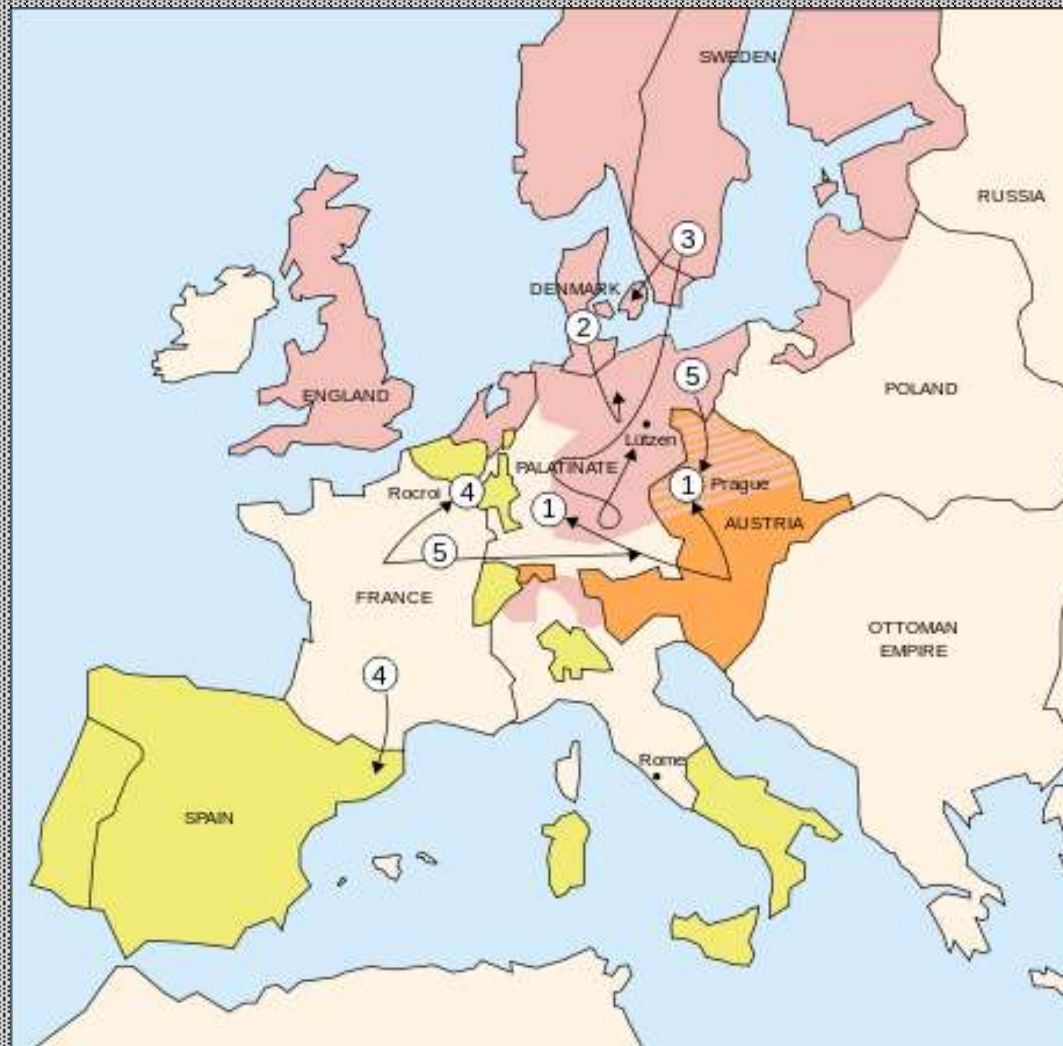 SWEDEN
RUSSIA
3
DENMARK
2
5
ENGLAND
POLAND
Lützen
PALATINATE
Rocroi
4
1
Prague
1
AUSTRIA
5
FRANCE
OTTOMAN
EMPIRE
4
Rome
SPAIN